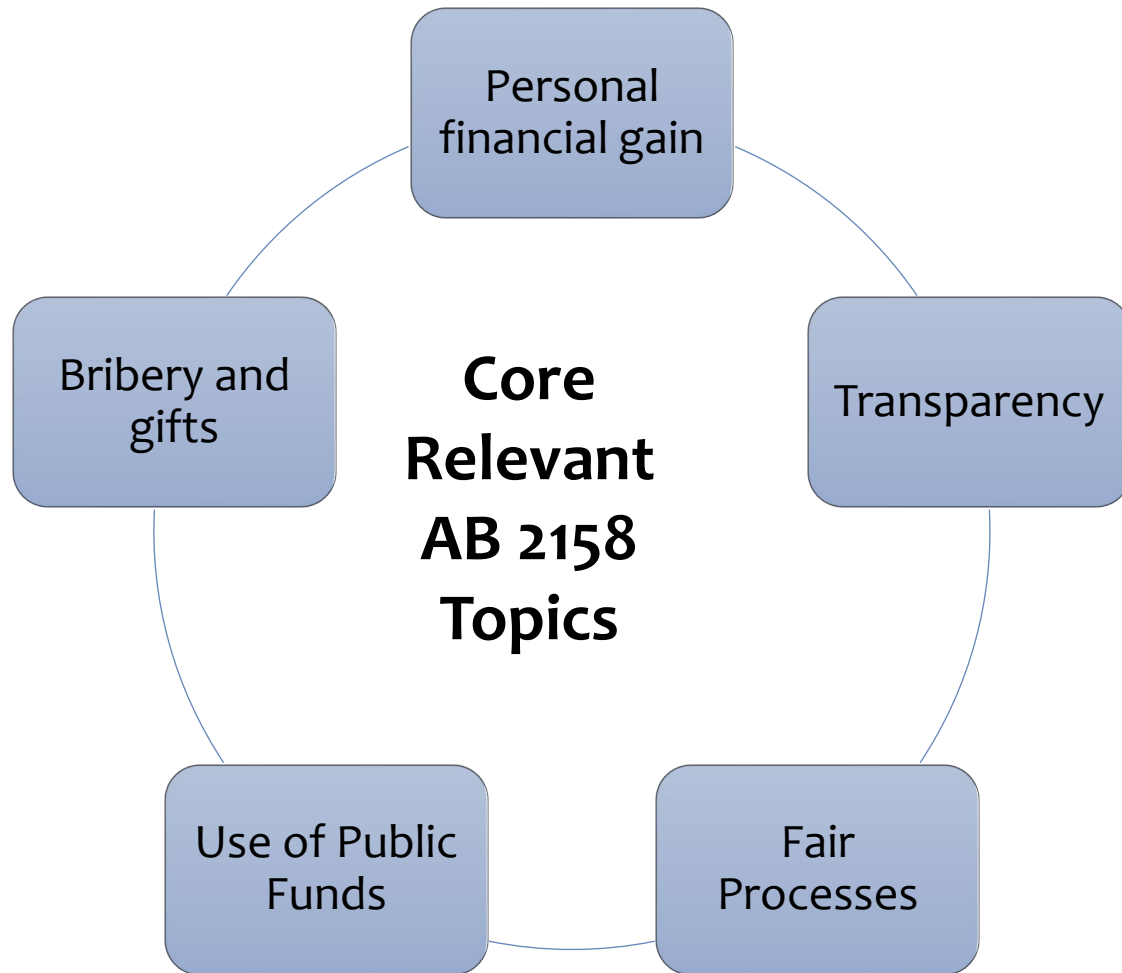 Personal
financial gain
Transparency
Fair
Processes
Use of Public
Funds
Bribery and
gifts
Core
Relevant
AB 2158
Topics